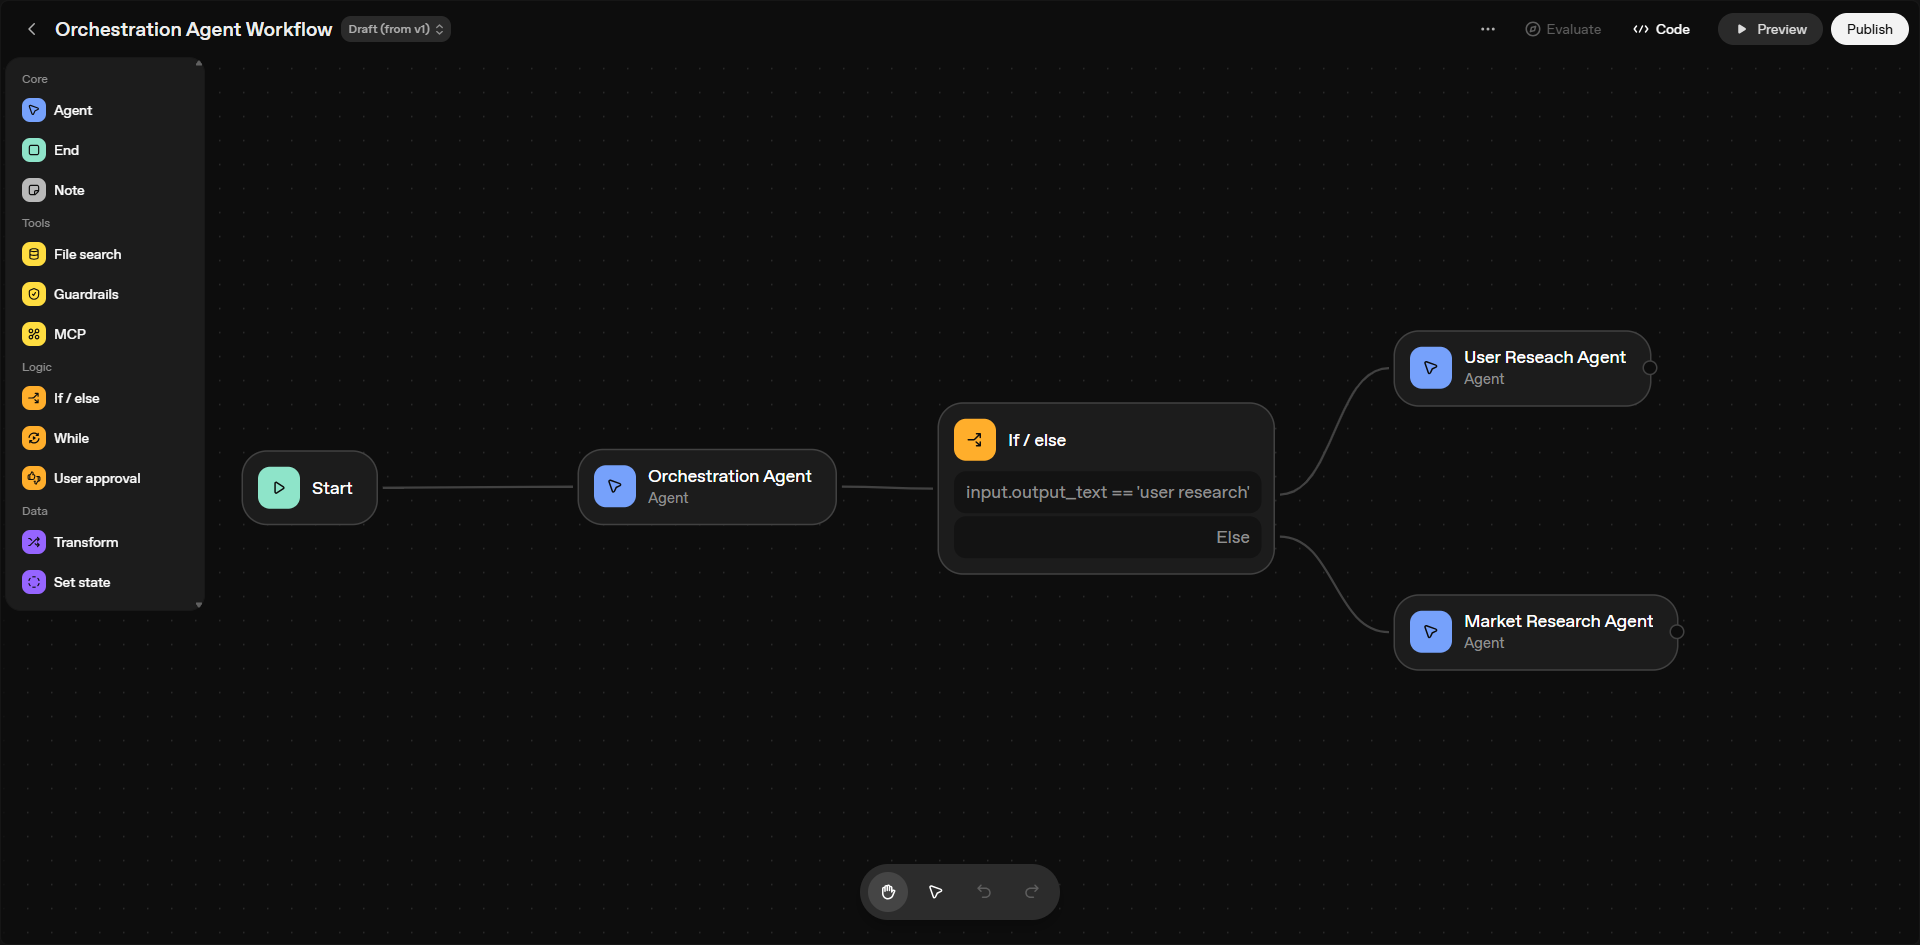 Orchestration Agent Workflow
Draft (from v1)
Evaluate
Code
Preview
Publish
Core
Agent
End
Note
Tools
File search
Guardrails
MCP
Logic
If / else
While
User approval
Data
Transform
Set state
Start
Orchestration Agent
Agent
If / else
input.output_text == 'user research'
Else
User Reseach Agent
Agent
Market Research Agent
Agent